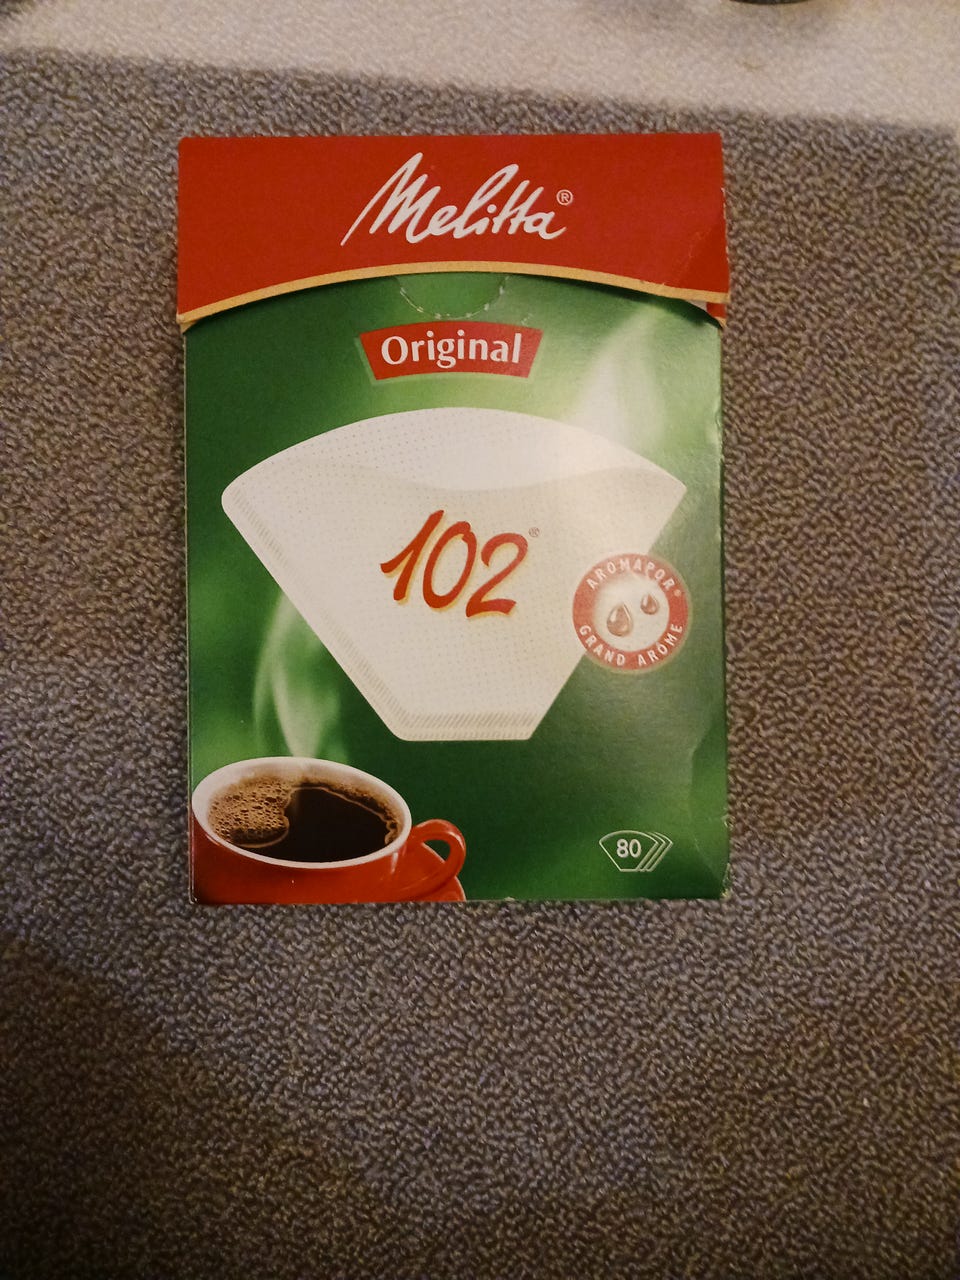 Melitta®
Original
102®
AROMAPOR®
GRAND AROME
80